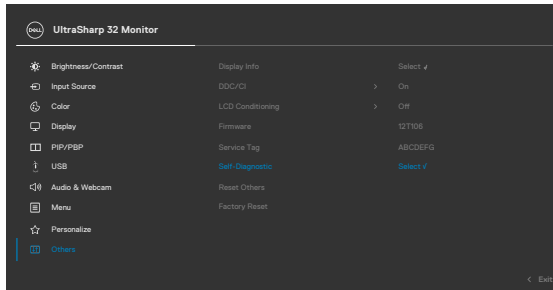 DELL UltraSharp 32 Monitor
Brightness/Contrast Display Info Select √
Input Source DDC/CI > On
Color LCD Conditioning > Off
Display Firmware 12T106
PIP/PBP Service Tag ABCDEFG
USB Self-Diagnostic Select √
Audio & Webcam Reset Others
Menu Factory Reset
Personalize
Others
< Exit